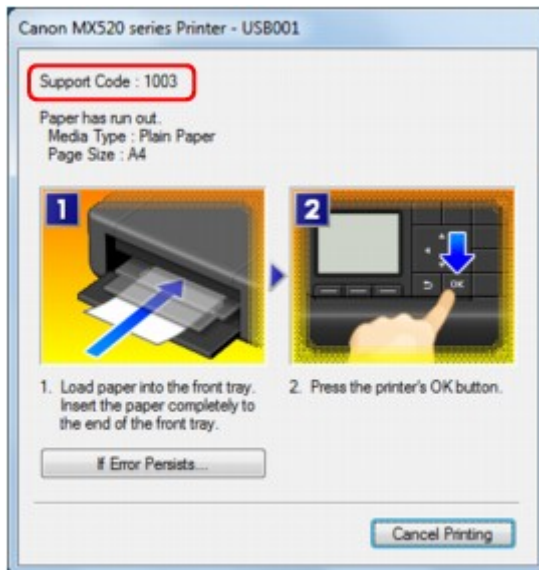 Canon MX520 series Printer - USB001
Support Code : 1003
Paper has run out.
Media Type : Plain Paper
Page Size : A4
1
2
OK
1. Load paper into the front tray.
Insert the paper completely to
the end of the front tray.
2. Press the printer's OK button.
If Error Persists...
Cancel Printing